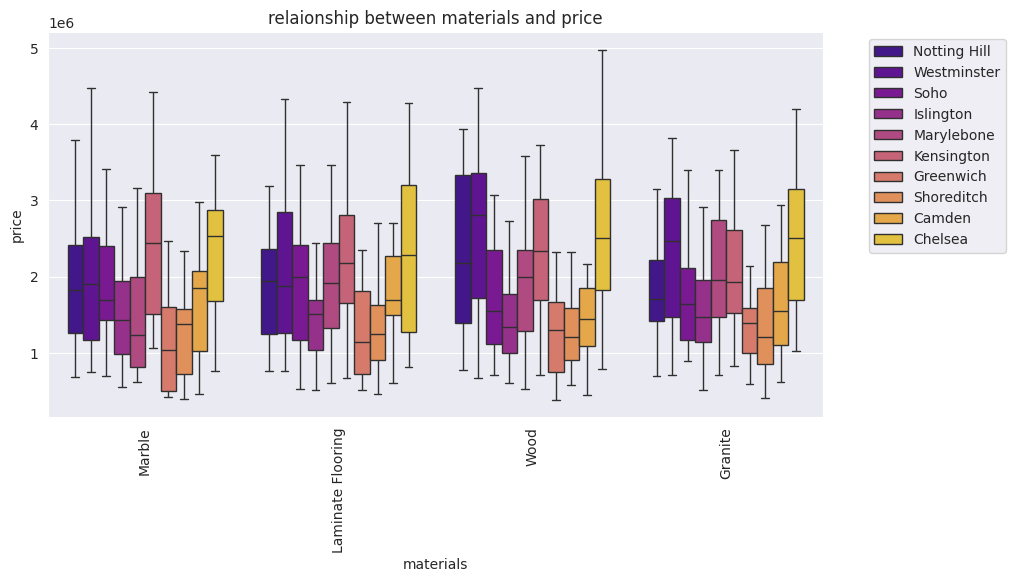 relaionship between materials and price
1e6
5
4
3
2
1
price
Marble
Laminate Flooring
Wood
Granite
materials
Notting Hill
Westminster
Soho
Islington
Marylebone
Kensington
Greenwich
Shoreditch
Camden
Chelsea